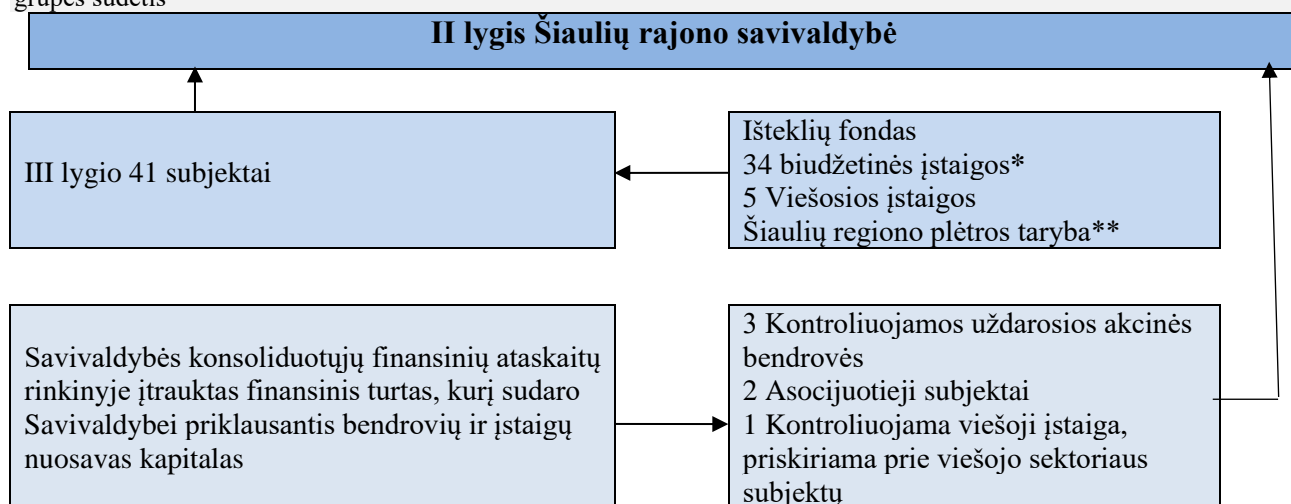 grupės sudėtis
II lygis Šiaulių rajono savivaldybė
III lygio 41 subjektai
Išteklių fondas
34 biudžetinės įstaigos*
5 Viešosios įstaigos
Šiaulių regiono plėtros taryba**
Savivaldybės konsoliduotųjų finansinių ataskaitų
rinkinyje įtrauktas finansinis turtas, kurį sudaro
Savivaldybei priklausantis bendrovių ir įstaigų
nuosavas kapitalas
3 Kontroliuojamos uždarosios akcinės
bendrovės
2 Asocijuotieji subjektai
1 Kontroliuojama viešoji įstaiga,
priskiriama prie viešojo sektoriaus
subjektų